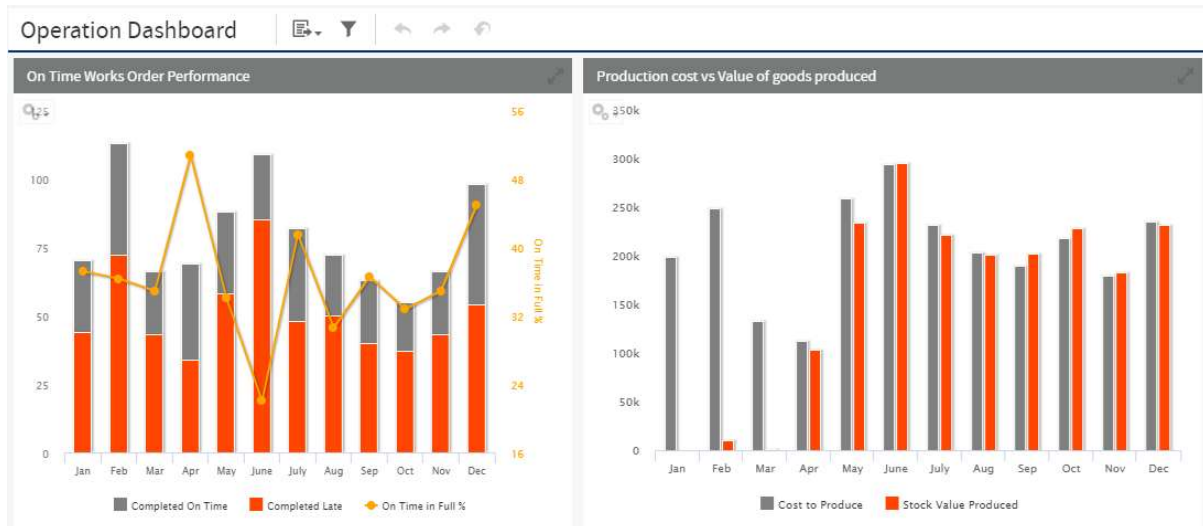 Operation Dashboard
On Time Works Order Performance
125
100
75
50
25
0
56
48
40
32
24
16
On Time in Full %
Jan Feb Mar Apr May June July Aug Sep Oct Nov Dec
Completed On Time Completed Late On Time in Full %
Production cost vs Value of goods produced
350k
300k
250k
200k
150k
100k
50k
0
Jan Feb Mar Apr May June July Aug Sep Oct Nov Dec
Cost to Produce Stock Value Produced